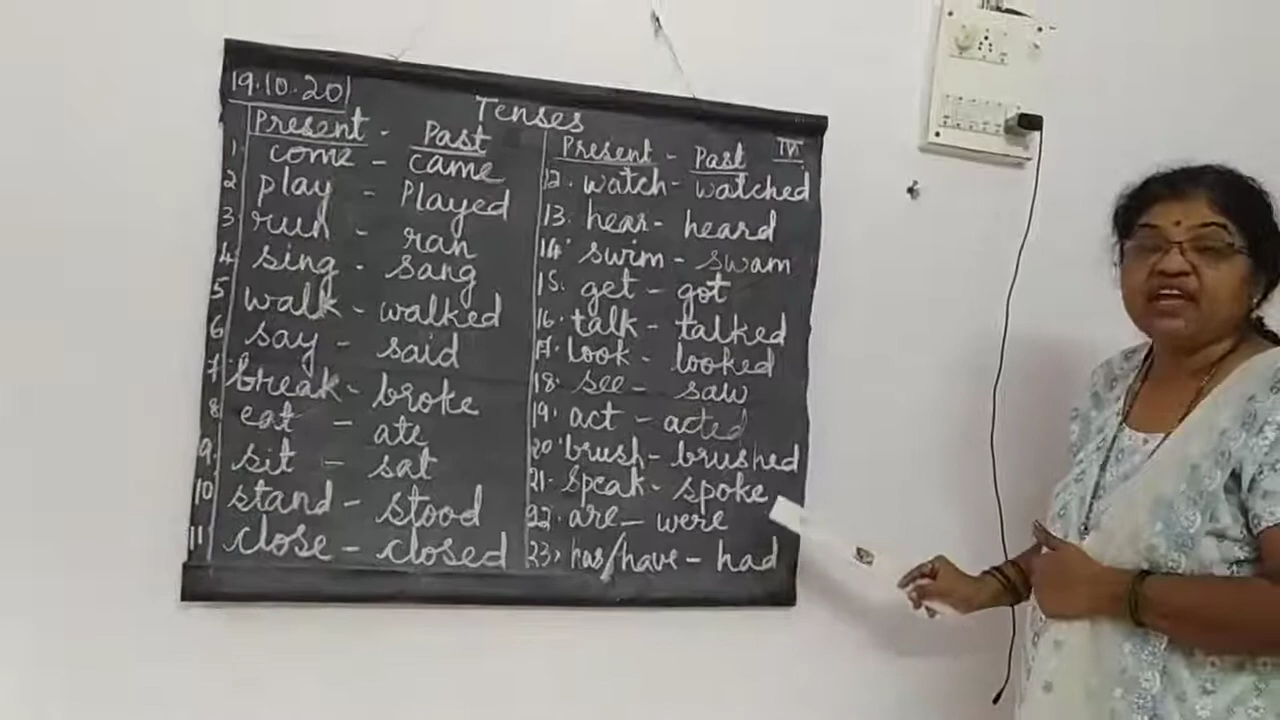 19.10.201
Tenses
Present - Past
1. come - came
2 play - Played
3. run - ran
4. sing - sang
5 walk - walked
6 say - said
7. break - broke
8 eat - ate
9. sit - sat
10 stand - stood
11 close - closed
IVI
Present - Past
12. watch - watched
13. hear - heard
14. swim - swam
15. get - got
16. talk - talked
17. look - looked
18. see - saw
19. act - acted
20. brush - brushed
21. speak - spoke
22. are - were
23. has/have - had